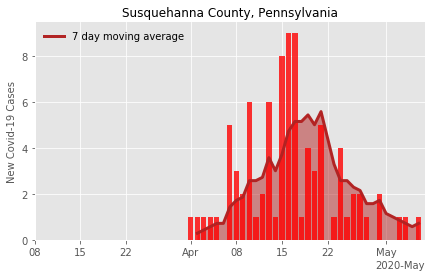 Susquehanna County, Pennsylvania
7 day moving average
New Covid-19 Cases
8
6
4
2
0
08 15 22 Apr 08 15 22 May
2020-May